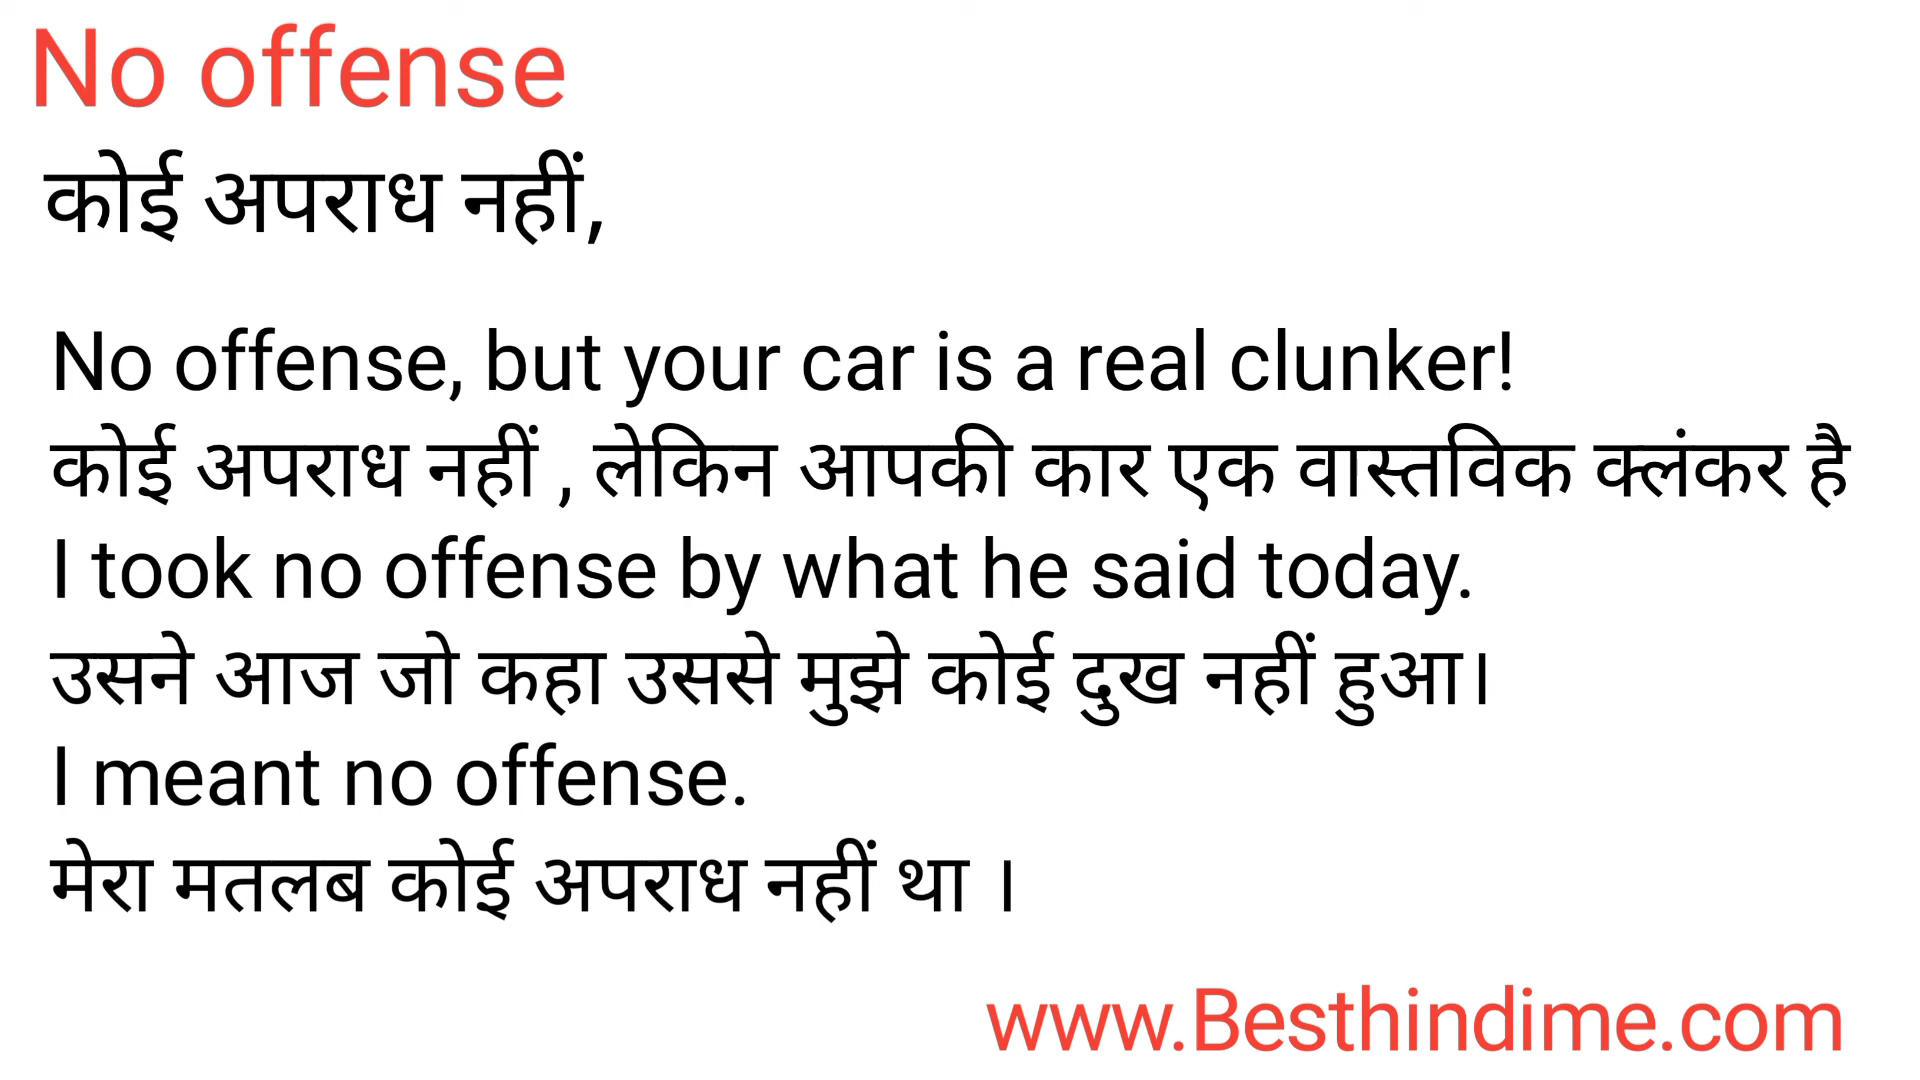 No offense
कोई अपराध नहीं,
No offense, but your car is a real clunker!
कोई अपराध नहीं , लेकिन आपकी कार एक वास्तविक क्लंकर है
I took no offense by what he said today.
उसने आज जो कहा उससे मुझे कोई दुख नहीं हुआ।
I meant no offense.
मेरा मतलब कोई अपराध नहीं था ।
www.Besthindime.com